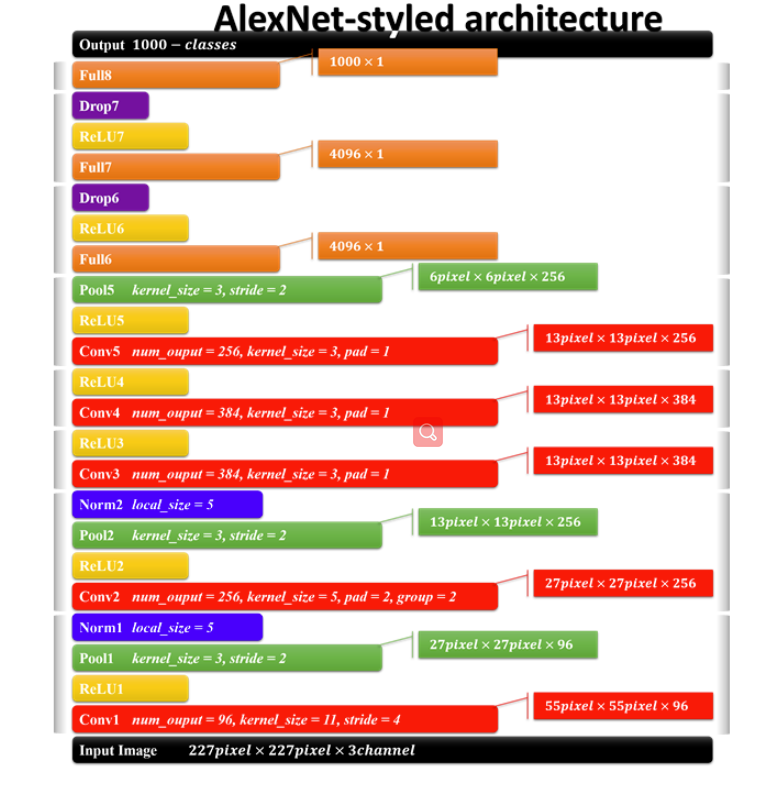 AlexNet-styled architecture
Output 1000 − classes
Full8
1000 × 1
Drop7
ReLU7
Full7
4096 × 1
Drop6
ReLU6
Full6
4096 × 1
Pool5 kernel_size = 3, stride = 2
6pixel × 6pixel × 256
ReLU5
Conv5 num_ouput = 256, kernel_size = 3, pad = 1
13pixel × 13pixel × 256
ReLU4
Conv4 num_ouput = 384, kernel_size = 3, pad = 1
13pixel × 13pixel × 384
ReLU3
Conv3 num_ouput = 384, kernel_size = 3, pad = 1
13pixel × 13pixel × 384
Norm2 local_size = 5
Pool2 kernel_size = 3, stride = 2
13pixel × 13pixel × 256
ReLU2
Conv2 num_ouput = 256, kernel_size = 5, pad = 2, group = 2
27pixel × 27pixel × 256
Norm1 local_size = 5
Pool1 kernel_size = 3, stride = 2
27pixel × 27pixel × 96
ReLU1
Conv1 num_ouput = 96, kernel_size = 11, stride = 4
55pixel × 55pixel × 96
Input Image 227pixel × 227pixel × 3channel